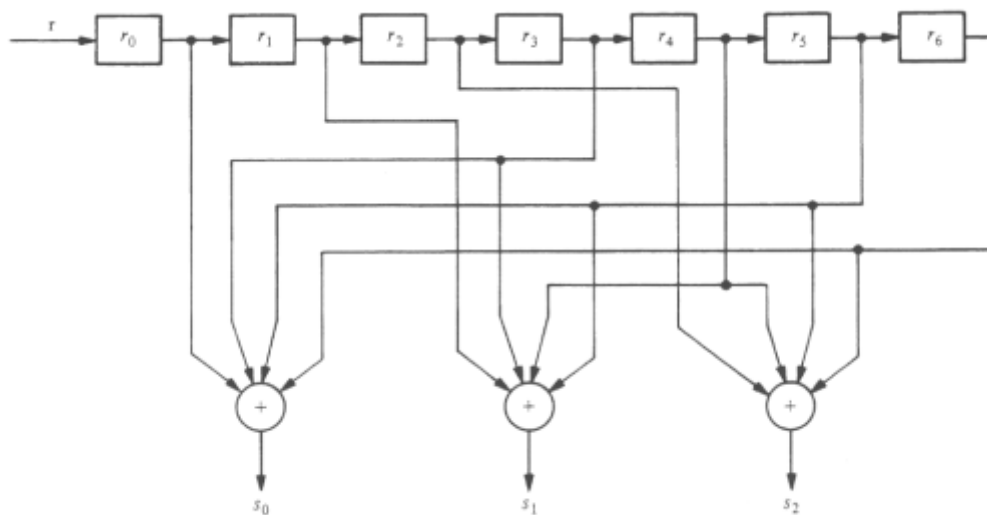 r
r₀ r₁ r₂ r₃ r₄ r₅ r₆
+ + +
s₀ s₁ s₂